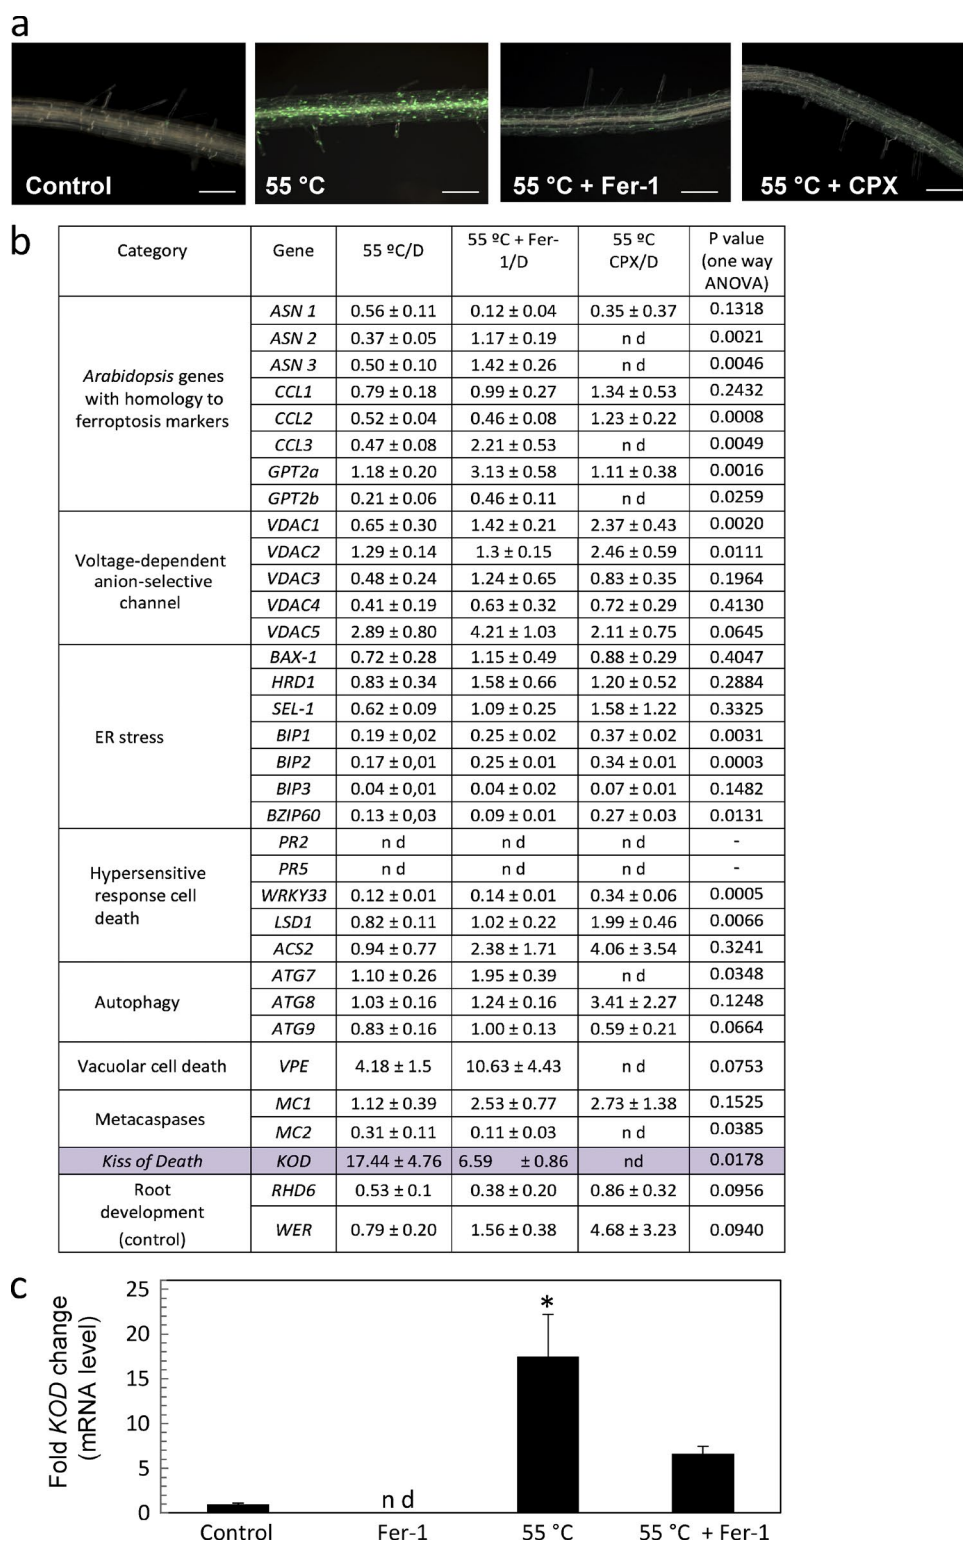 a
Control
55 °C
55 °C + Fer-1
55 °C + CPX
b
Category Gene 55 ºC/D 55 ºC + Fer-1/D 55 ºC CPX/D P value (one way ANOVA)
Arabidopsis genes with homology to ferroptosis markers
ASN 1 0.56 ± 0.11 0.12 ± 0.04 0.35 ± 0.37 0.1318
ASN 2 0.37 ± 0.05 1.17 ± 0.19 n d 0.0021
ASN 3 0.50 ± 0.10 1.42 ± 0.26 n d 0.0046
CCL1 0.79 ± 0.18 0.99 ± 0.27 1.34 ± 0.53 0.2432
CCL2 0.52 ± 0.04 0.46 ± 0.08 1.23 ± 0.22 0.0008
CCL3 0.47 ± 0.08 2.21 ± 0.53 n d 0.0049
GPT2a 1.18 ± 0.20 3.13 ± 0.58 1.11 ± 0.38 0.0016
GPT2b 0.21 ± 0.06 0.46 ± 0.11 n d 0.0259
Voltage-dependent anion-selective channel
VDAC1 0.65 ± 0.30 1.42 ± 0.21 2.37 ± 0.43 0.0020
VDAC2 1.29 ± 0.14 1.3 ± 0.15 2.46 ± 0.59 0.0111
VDAC3 0.48 ± 0.24 1.24 ± 0.65 0.83 ± 0.35 0.1964
VDAC4 0.41 ± 0.19 0.63 ± 0.32 0.72 ± 0.29 0.4130
VDAC5 2.89 ± 0.80 4.21 ± 1.03 2.11 ± 0.75 0.0645
ER stress
BAX-1 0.72 ± 0.28 1.15 ± 0.49 0.88 ± 0.29 0.4047
HRD1 0.83 ± 0.34 1.58 ± 0.66 1.20 ± 0.52 0.2884
SEL-1 0.62 ± 0.09 1.09 ± 0.25 1.58 ± 1.22 0.3325
BIP1 0.19 ± 0,02 0.25 ± 0.02 0.37 ± 0.02 0.0031
BIP2 0.17 ± 0,01 0.25 ± 0.01 0.34 ± 0.01 0.0003
BIP3 0.04 ± 0,01 0.04 ± 0.02 0.07 ± 0.01 0.1482
BZIP60 0.13 ± 0,03 0.09 ± 0.01 0.27 ± 0.03 0.0131
Hypersensitive response cell death
PR2 n d n d n d -
PR5 n d n d n d -
WRKY33 0.12 ± 0.01 0.14 ± 0.01 0.34 ± 0.06 0.0005
LSD1 0.82 ± 0.11 1.02 ± 0.22 1.99 ± 0.46 0.0066
ACS2 0.94 ± 0.77 2.38 ± 1.71 4.06 ± 3.54 0.3241
Autophagy
ATG7 1.10 ± 0.26 1.95 ± 0.39 n d 0.0348
ATG8 1.03 ± 0.16 1.24 ± 0.16 3.41 ± 2.27 0.1248
ATG9 0.83 ± 0.16 1.00 ± 0.13 0.59 ± 0.21 0.0664
Vacuolar cell death VPE 4.18 ± 1.5 10.63 ± 4.43 n d 0.0753
Metacaspases
MC1 1.12 ± 0.39 2.53 ± 0.77 2.73 ± 1.38 0.1525
MC2 0.31 ± 0.11 0.11 ± 0.03 n d 0.0385
Kiss of Death KOD 17.44 ± 4.76 6.59 ± 0.86 nd 0.0178
Root development (control)
RHD6 0.53 ± 0.1 0.38 ± 0.20 0.86 ± 0.32 0.0956
WER 0.79 ± 0.20 1.56 ± 0.38 4.68 ± 3.23 0.0940
c
Fold KOD change
(mRNA level)
25
20
15
10
5
0
*
n d
Control Fer-1 55 °C 55 °C + Fer-1